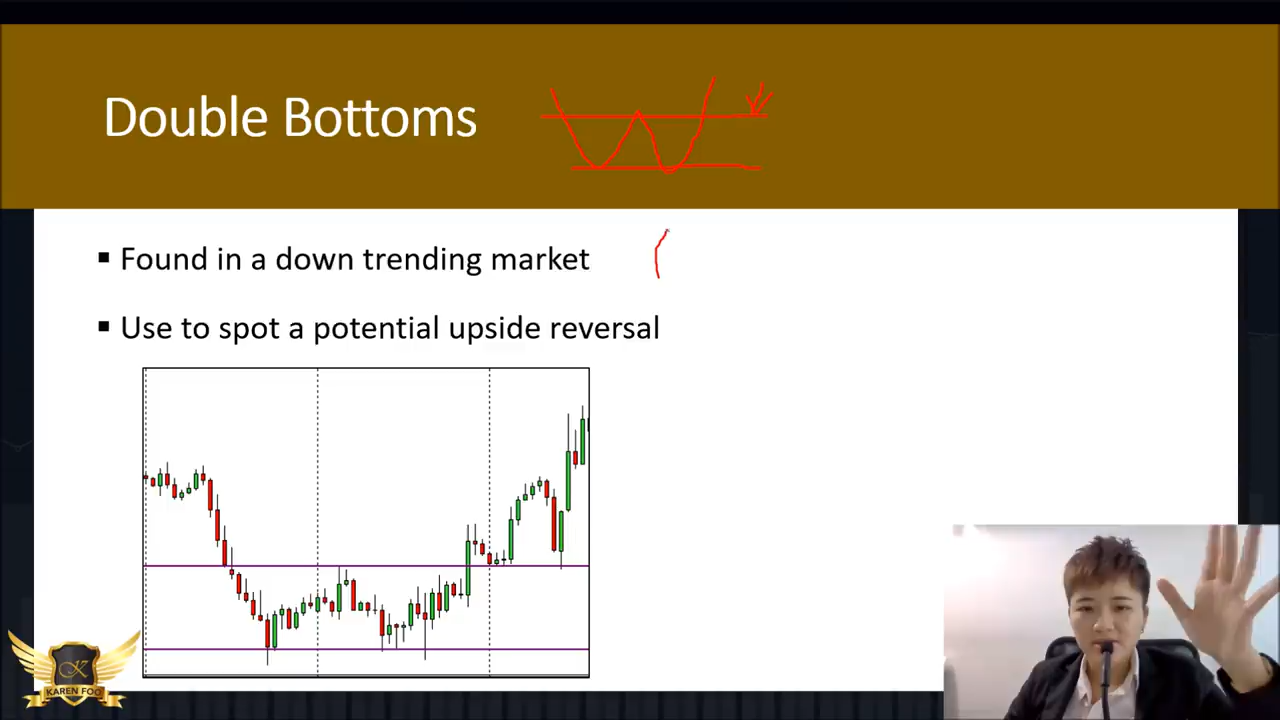 Double Bottoms
▪ Found in a down trending market
▪ Use to spot a potential upside reversal
K
KAREN FOO